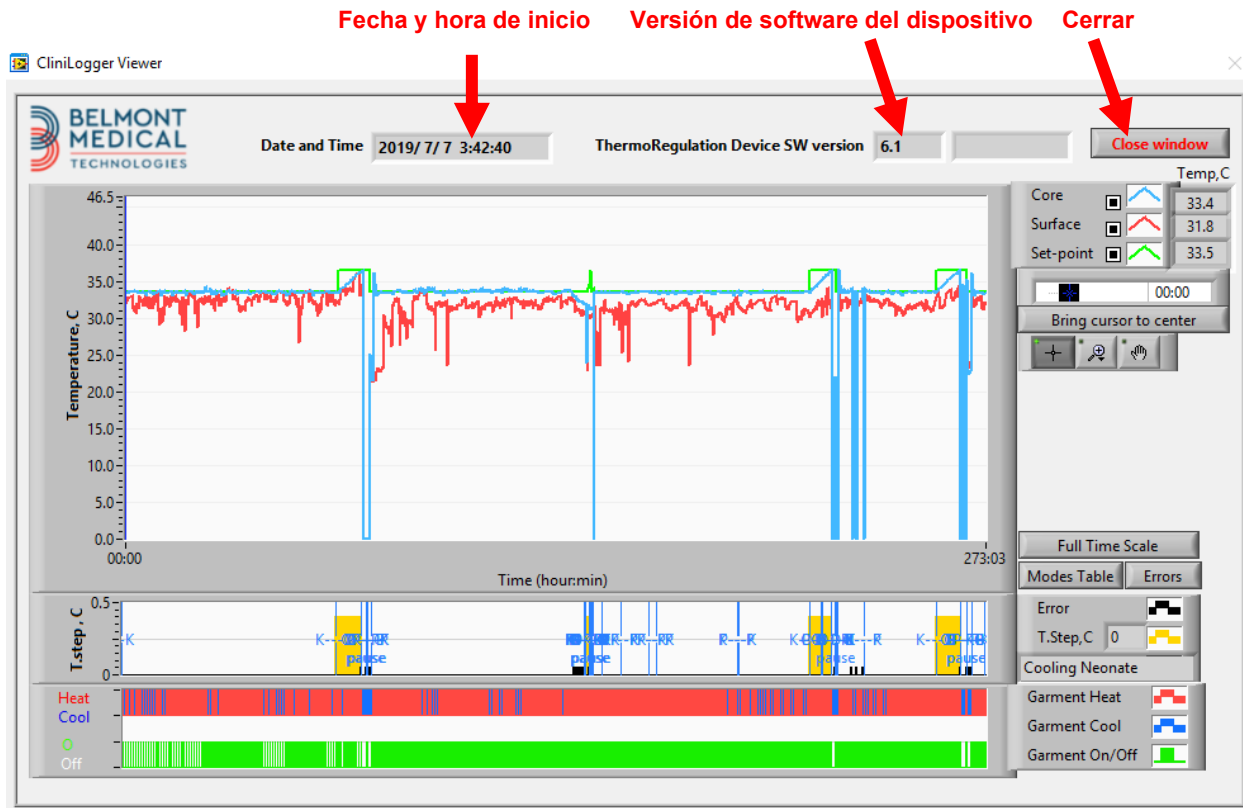 Fecha y hora de inicio
Versión de software del dispositivo
Cerrar
CliniLogger Viewer
BELMONT
MEDICAL
TECHNOLOGIES
Date and Time
2019/ 7/ 7 3:42:40
ThermoRegulation Device SW version
6.1
Close window
Temp,C
Core
33.4
Surface
31.8
Set-point
33.5
00:00
Bring cursor to center
Temperature, C
46.5
40.0
35.0
30.0
25.0
20.0
15.0
10.0
5.0
0.0
00:00
273:03
Time (hour:min)
Full Time Scale
Modes Table
Errors
Error
T.Step,C
0
Cooling Neonate
T.step, C
0.5
0
K
pause
pause
pause
pause
Heat
Cool
O
Off
Garment Heat
Garment Cool
Garment On/Off